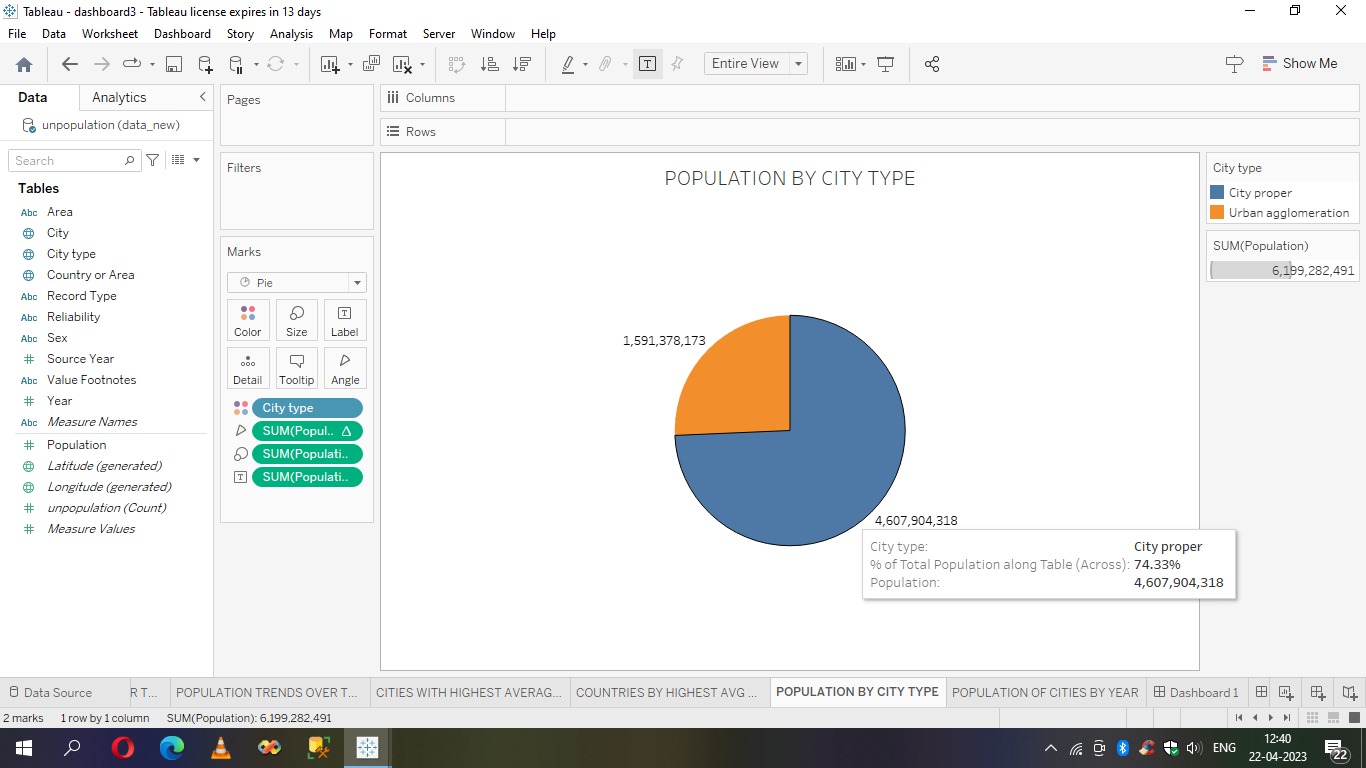 Tableau - dashboard3 - Tableau license expires in 13 days
File Data Worksheet Dashboard Story Analysis Map Format Server Window Help
Entire View
Show Me
Data Analytics
unpopulation (data_new)
Search
Tables
Abc Area
City
City type
Country or Area
Abc Record Type
Abc Reliability
Abc Sex
Source Year
Abc Value Footnotes
Year
Abc Measure Names
Population
Latitude (generated)
Longitude (generated)
unpopulation (Count)
Measure Values
Pages
Filters
Marks
Pie
Color Size Label
Detail Tooltip Angle
City type
SUM(Popul.. Δ
SUM(Populati..
SUM(Populati..
Columns
Rows
POPULATION BY CITY TYPE
1,591,378,173
4,607,904,318
City type: City proper
% of Total Population along Table (Across): 74.33%
Population: 4,607,904,318
City type
City proper
Urban agglomeration
SUM(Population)
6,199,282,491
Data Source R T... POPULATION TRENDS OVER T... CITIES WITH HIGHEST AVERAG... COUNTRIES BY HIGHEST AVG ... POPULATION BY CITY TYPE POPULATION OF CITIES BY YEAR Dashboard 1
2 marks 1 row by 1 column SUM(Population): 6,199,282,491
ENG
12:40
22-04-2023
22